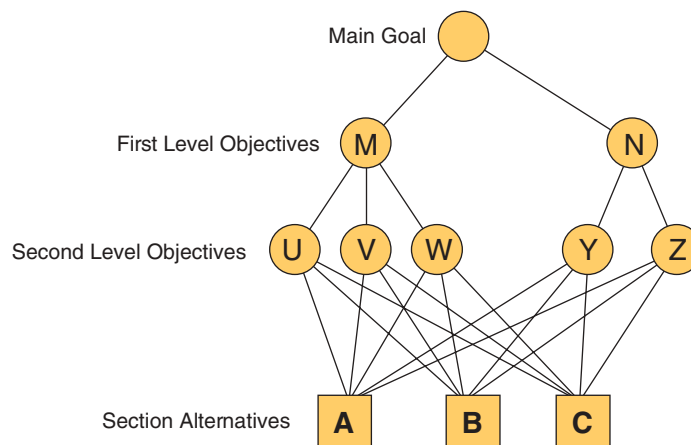 Main Goal
First Level Objectives
M
N
Second Level Objectives
U
V
W
Y
Z
Section Alternatives
A
B
C